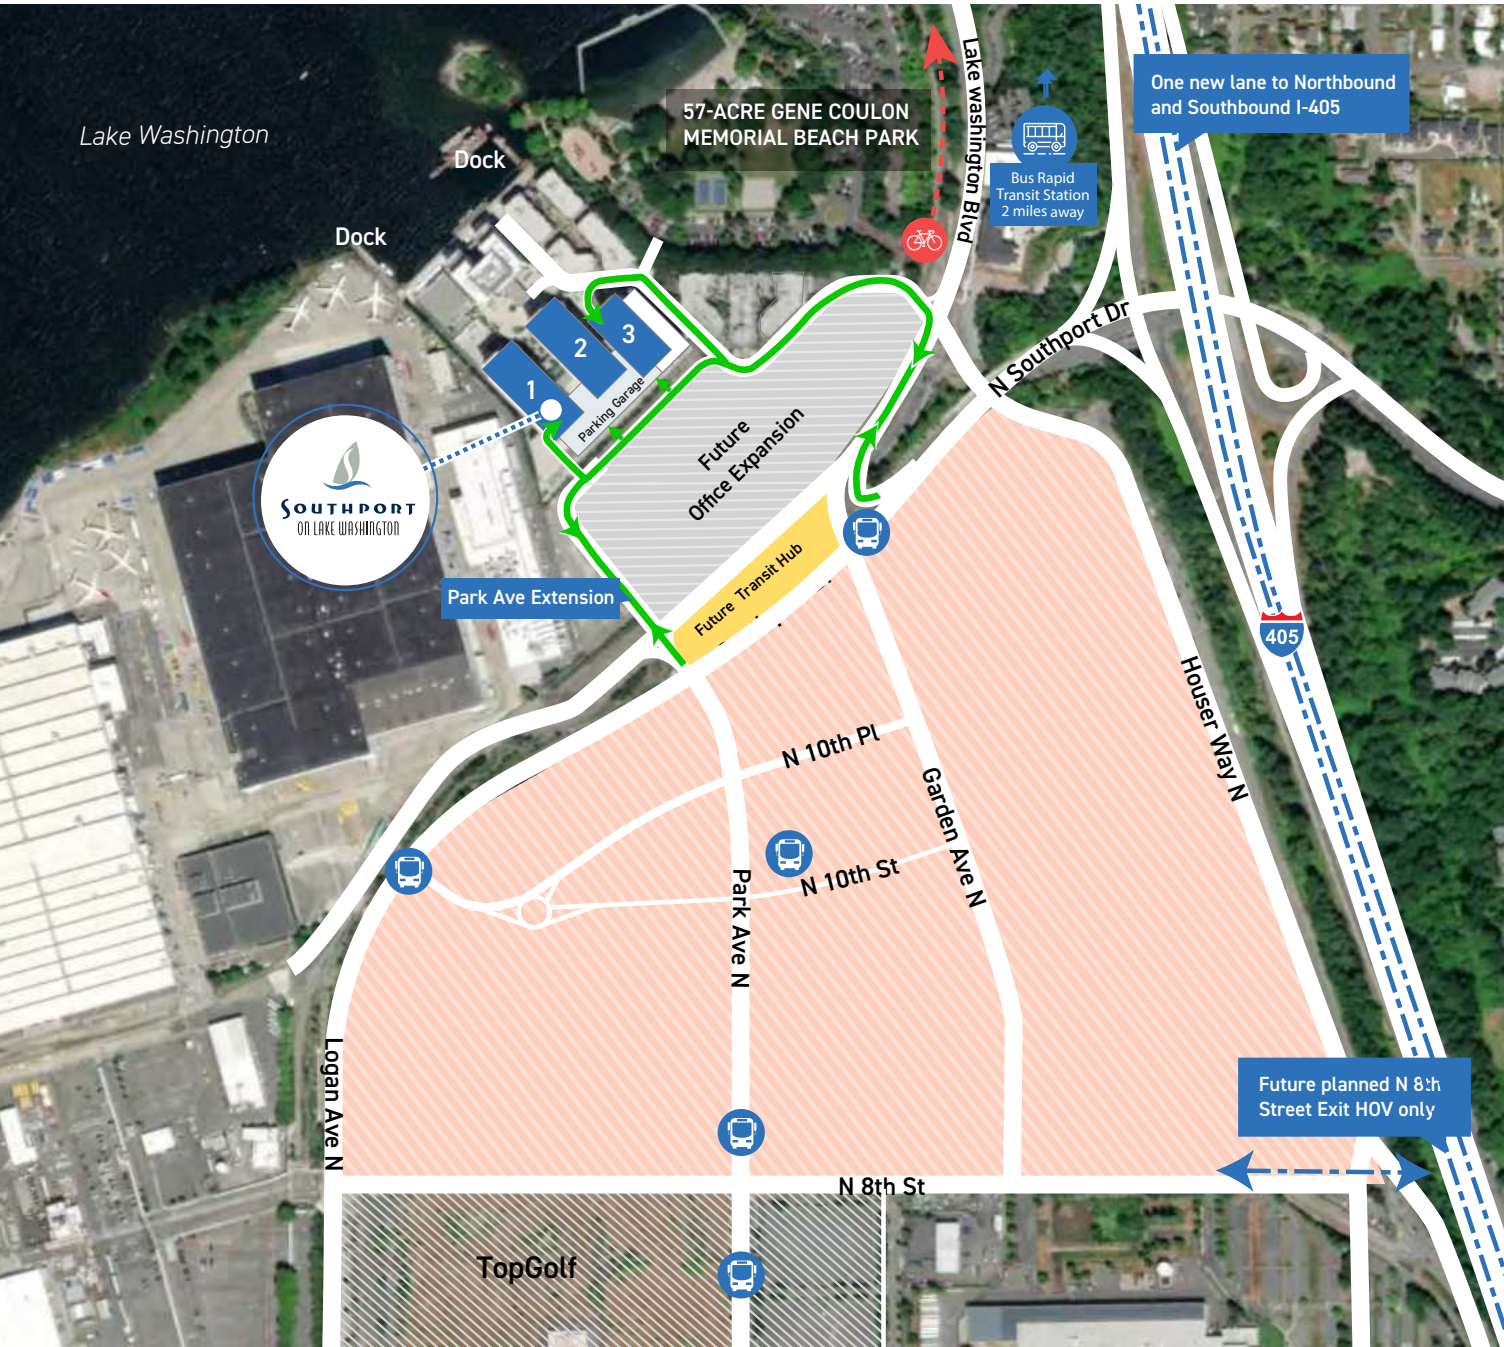 Lake Washington
Dock
Dock
57-ACRE GENE COULON
MEMORIAL BEACH PARK
Lake washington Blvd
Bus Rapid
Transit Station
2 miles away
One new lane to Northbound
and Southbound I-405
N Southport Dr
1
2
3
Parking Garage
Future
Office Expansion
SOUTHPORT
ON LAKE WASHINGTON
Park Ave Extension
Future Transit Hub
405
Houser Way N
N 10th Pl
Garden Ave N
N 10th St
Park Ave N
Logan Ave N
Future planned N 8th
Street Exit HOV only
N 8th St
TopGolf